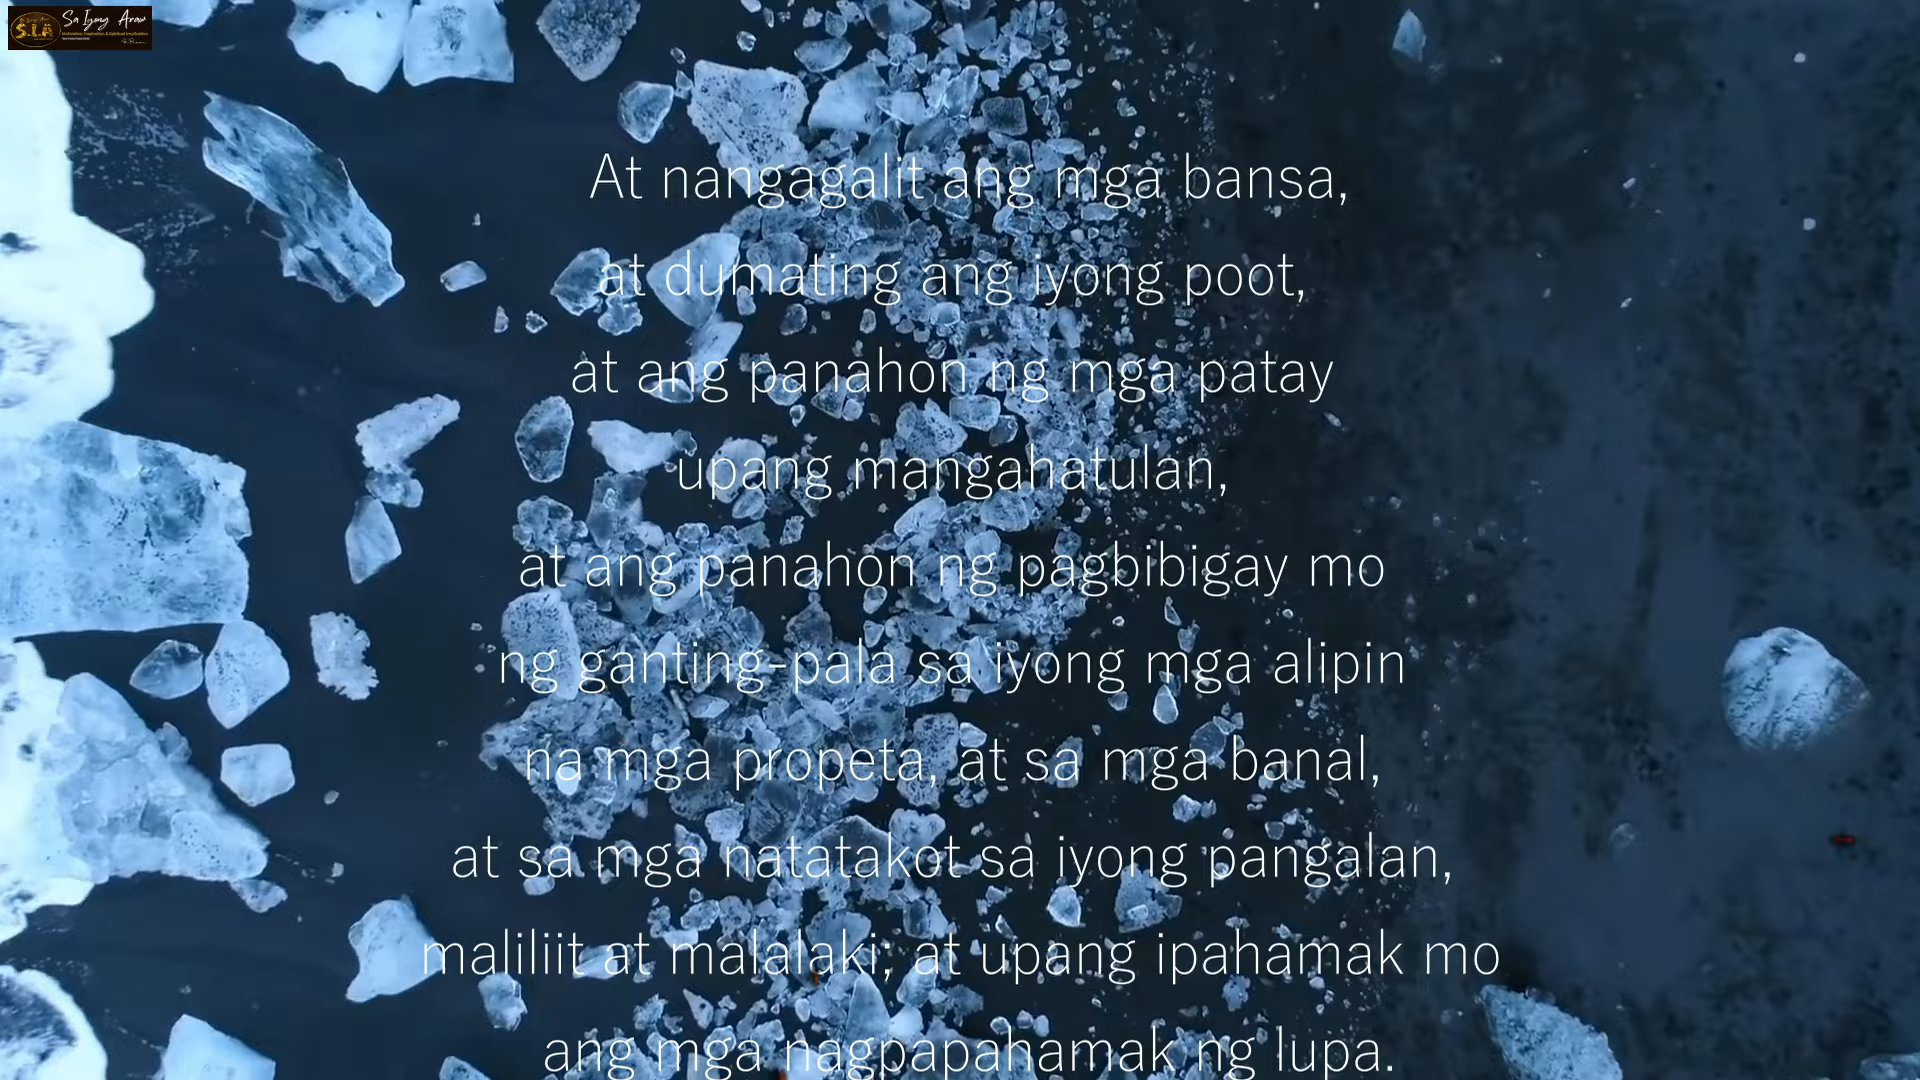 S.I.A
Sa Iyong Araw
At nangagalit ang mga bansa,
at dumating ang iyong poot,
at ang panahon ng mga patay
upang mangahatulan,
at ang panahon ng pagbibigay mo
ng ganting-pala sa iyong mga alipin
na mga propeta, at sa mga banal,
at sa mga natatakot sa iyong pangalan,
maliliit at malalaki; at upang ipahamak mo
ang mga nagpapahamak ng lupa.